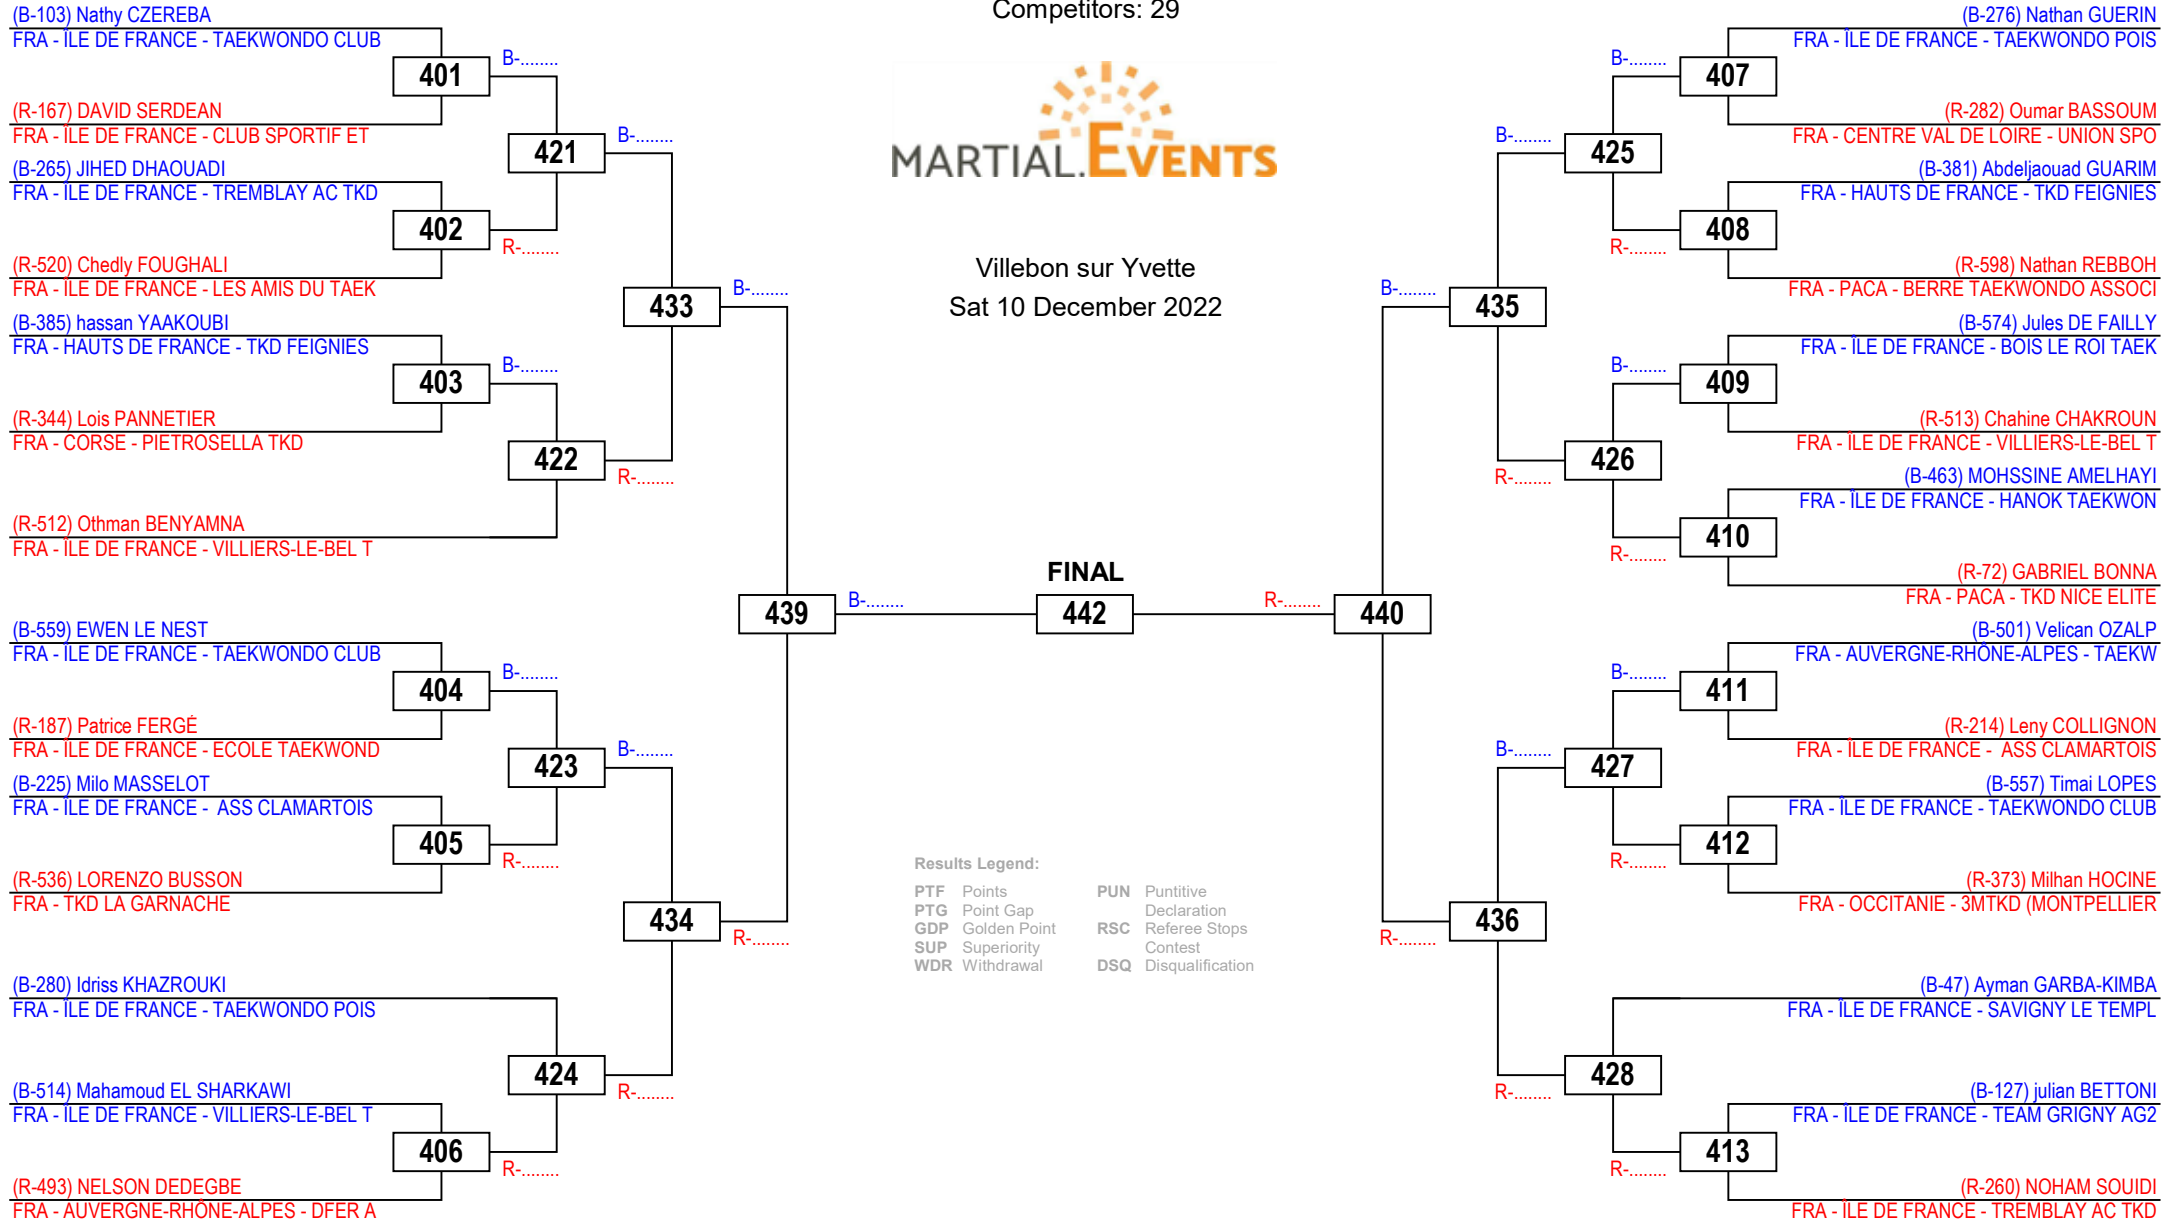 (B-103) Nathy CZEREBA
FRA - ÎLE DE FRANCE - TAEKWONDO CLUB
401
B-........
(R-167) DAVID SERDEAN
FRA - ÎLE DE FRANCE - CLUB SPORTIF ET
421
B-........
(B-265) JIHED DHAOUADI
FRA - ÎLE DE FRANCE - TREMBLAY AC TKD
402
R-........
(R-520) Chedly FOUGHALI
FRA - ÎLE DE FRANCE - LES AMIS DU TAEK
433
B-........
(B-385) hassan YAAKOUBI
FRA - HAUTS DE FRANCE - TKD FEIGNIES
403
B-........
(R-344) Lois PANNETIER
FRA - CORSE - PIETROSELLA TKD
422
R-........
(R-512) Othman BENYAMNA
FRA - ÎLE DE FRANCE - VILLIERS-LE-BEL T
439
B-........
(B-559) EWEN LE NEST
FRA - ÎLE DE FRANCE - TAEKWONDO CLUB
404
B-........
(R-187) Patrice FERGÉ
FRA - ÎLE DE FRANCE - ECOLE TAEKWOND
423
B-........
(B-225) Milo MASSELOT
FRA - ÎLE DE FRANCE -  ASS CLAMARTOIS
405
R-........
(R-536) LORENZO BUSSON
FRA - TKD LA GARNACHE
434
R-........
(B-280) Idriss KHAZROUKI
FRA - ÎLE DE FRANCE - TAEKWONDO POIS
424
R-........
(B-514) Mahamoud EL SHARKAWI
FRA - ÎLE DE FRANCE - VILLIERS-LE-BEL T
406
R-........
(R-493) NELSON DEDEGBE
FRA - AUVERGNE-RHÔNE-ALPES - DFER A
Competitors: 29
MARTIAL.EVENTS
Villebon sur Yvette
Sat 10 December 2022
FINAL
442
Results Legend:
PTF Points
PTG Point Gap
GDP Golden Point
SUP Superiority
WDR Withdrawal
PUN Puntitive
Declaration
RSC Referee Stops
Contest
DSQ Disqualification
(B-276) Nathan GUERIN
FRA - ÎLE DE FRANCE - TAEKWONDO POIS
B-........
407
(R-282) Oumar BASSOUM
FRA - CENTRE VAL DE LOIRE - UNION SPO
B-........
425
(B-381) Abdeljaouad GUARIM
FRA - HAUTS DE FRANCE - TKD FEIGNIES
R-........
408
(R-598) Nathan REBBOH
FRA - PACA - BERRE TAEKWONDO ASSOCI
B-........
435
(B-574) Jules DE FAILLY
FRA - ÎLE DE FRANCE - BOIS LE ROI TAEK
B-........
409
(R-513) Chahine CHAKROUN
FRA - ÎLE DE FRANCE - VILLIERS-LE-BEL T
R-........
426
(B-463) MOHSSINE AMELHAYI
FRA - ÎLE DE FRANCE - HANOK TAEKWON
R-........
410
(R-72) GABRIEL BONNA
FRA - PACA - TKD NICE ELITE
R-........
440
(B-501) Velican OZALP
FRA - AUVERGNE-RHÔNE-ALPES - TAEKW
B-........
411
(R-214) Leny COLLIGNON
FRA - ÎLE DE FRANCE -  ASS CLAMARTOIS
B-........
427
(B-557) Timai LOPES
FRA - ÎLE DE FRANCE - TAEKWONDO CLUB
R-........
412
(R-373) Milhan HOCINE
FRA - OCCITANIE - 3MTKD (MONTPELLIER
R-........
436
(B-47) Ayman GARBA-KIMBA
FRA - ÎLE DE FRANCE - SAVIGNY LE TEMPL
R-........
428
(B-127) julian BETTONI
FRA - ÎLE DE FRANCE - TEAM GRIGNY AG2
R-........
413
(R-260) NOHAM SOUIDI
FRA - ÎLE DE FRANCE - TREMBLAY AC TKD